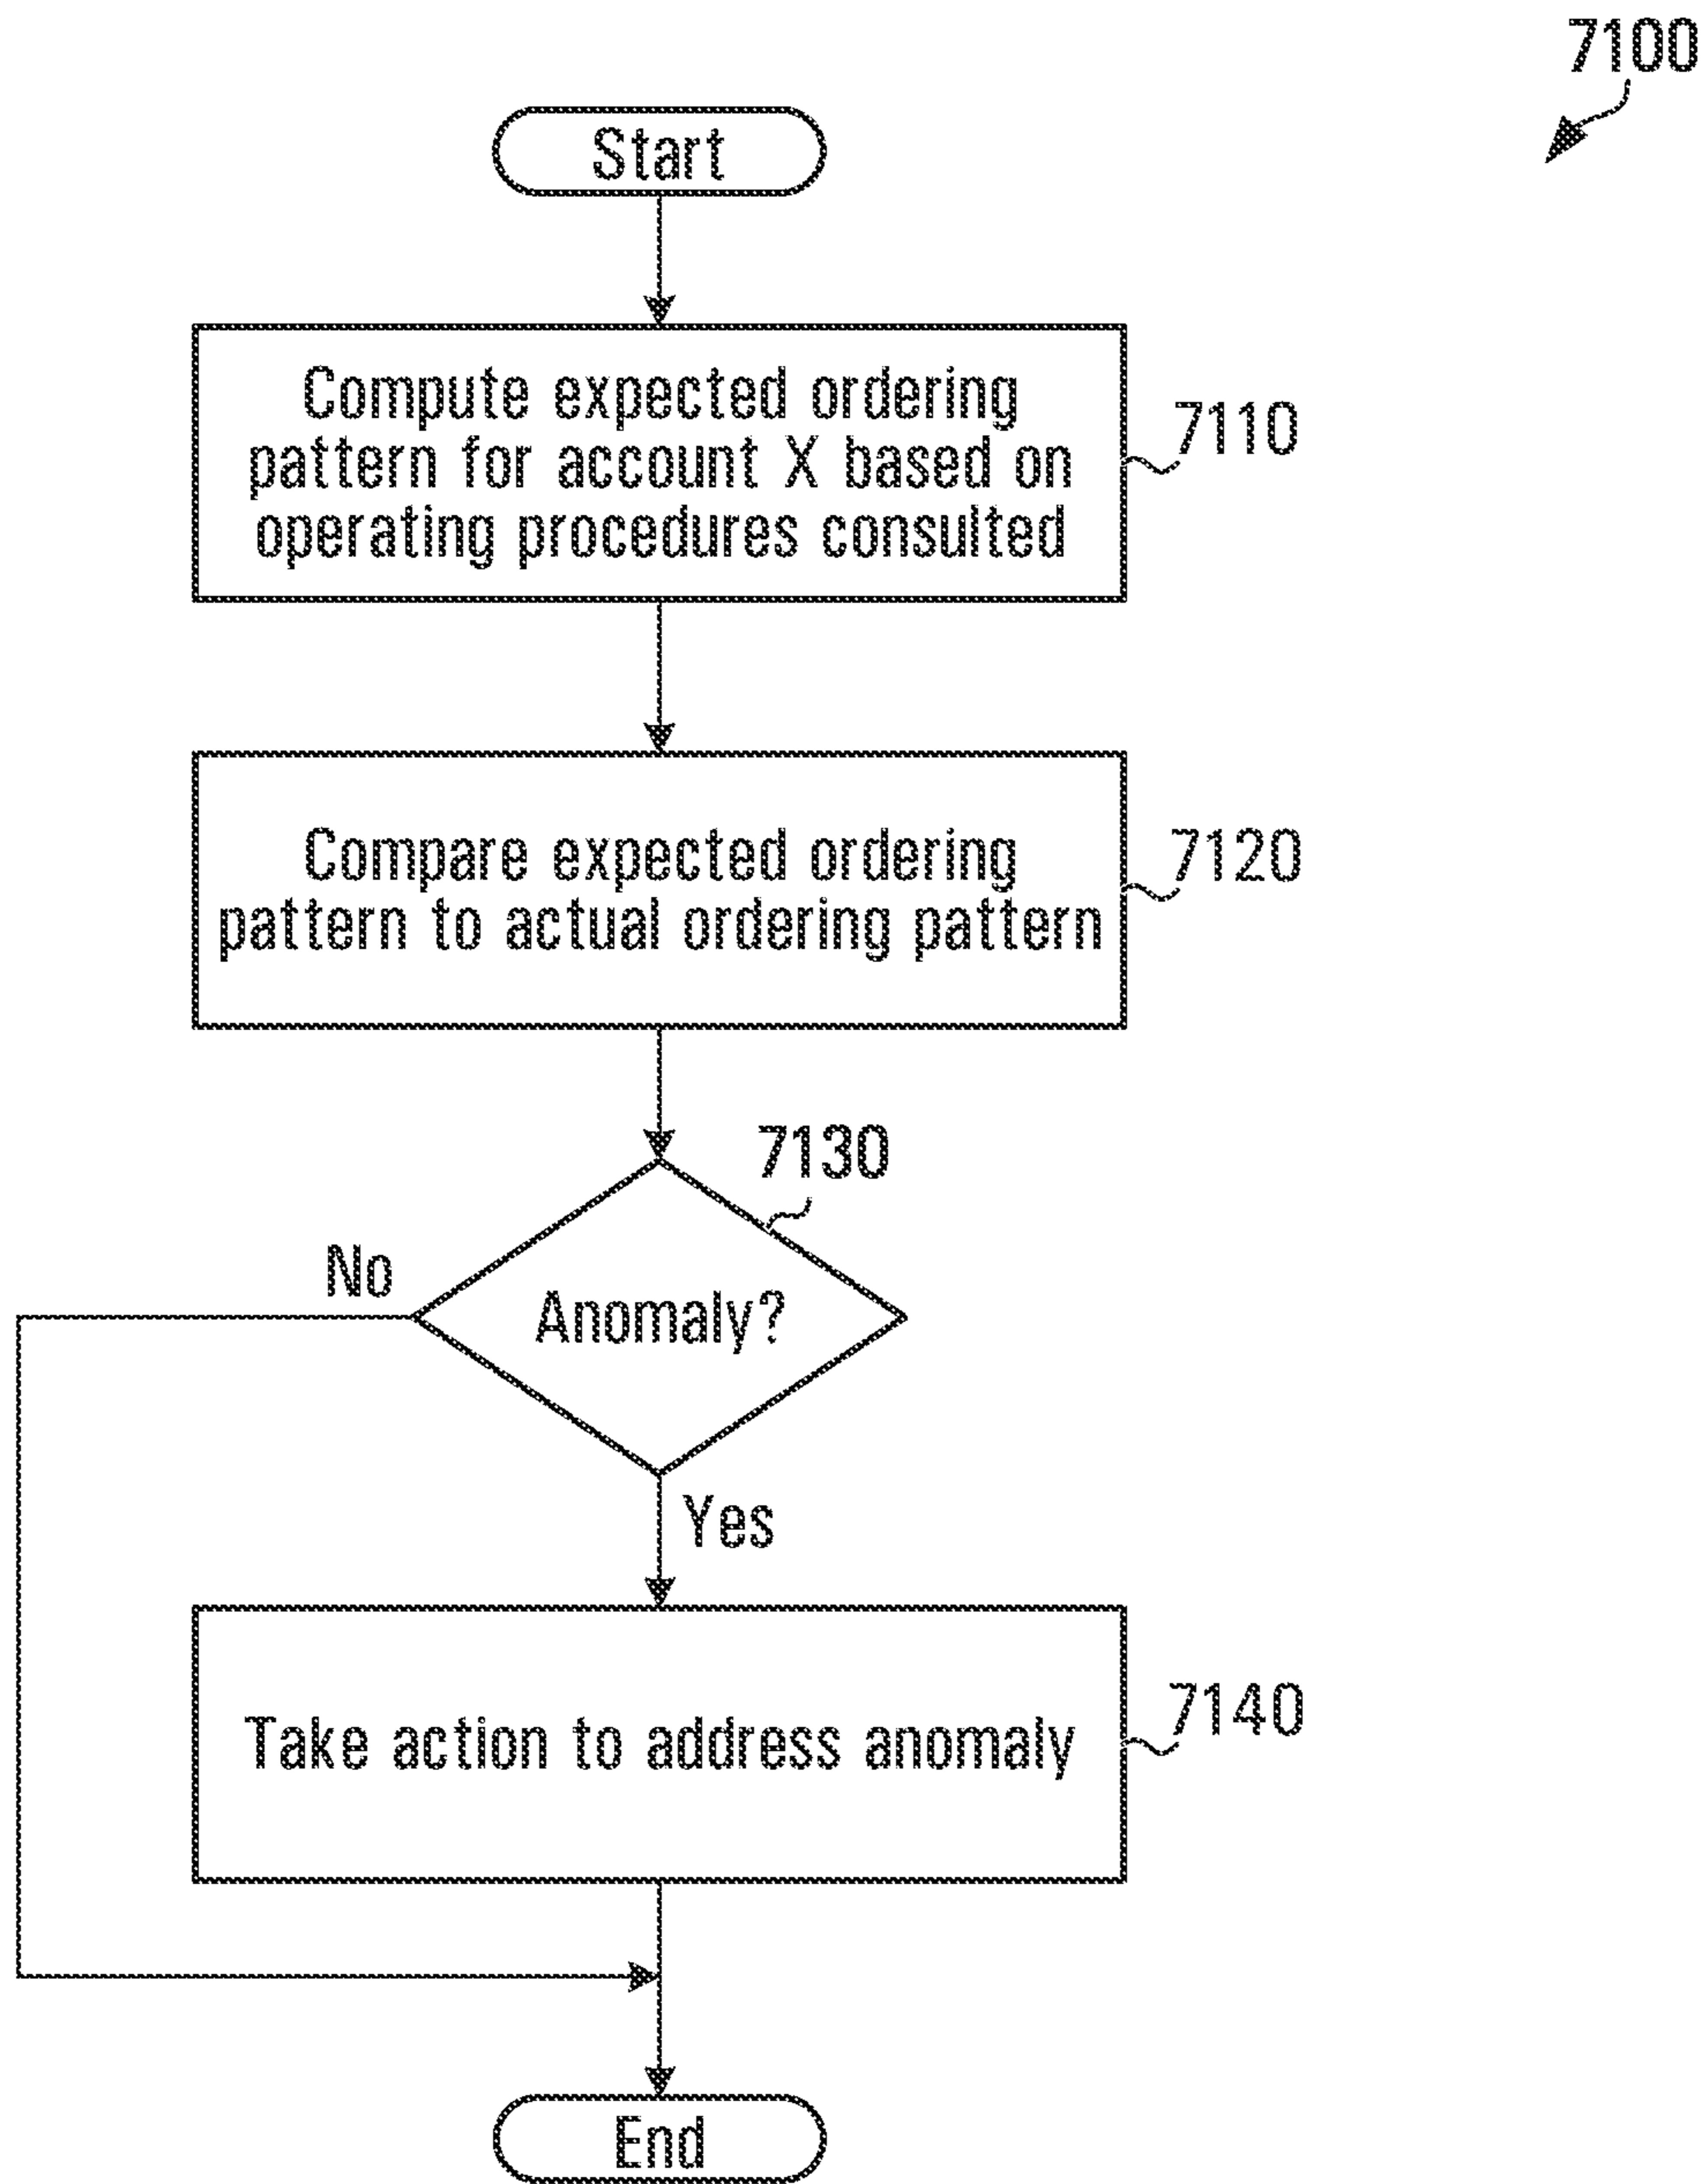 7100
Start
Compute expected ordering
pattern for account X based on
operating procedures consulted
7110
Compare expected ordering
pattern to actual ordering pattern
7120
7130
No
Anomaly?
Yes
Take action to address anomaly
7140
End